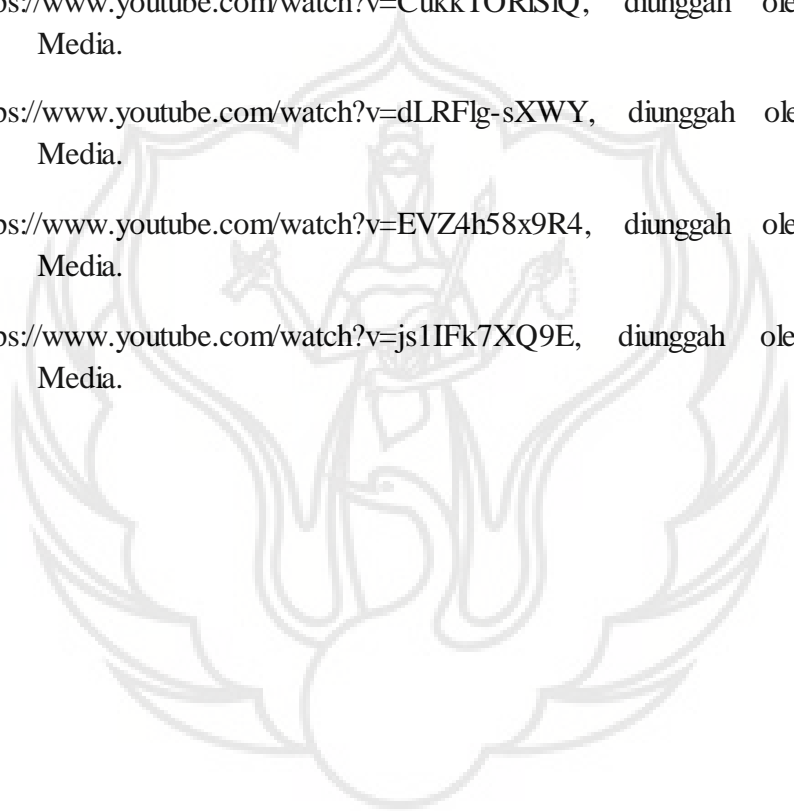 ps://www.youtube.com/watch?v=CukkTORlSlQ, diunggah ole
Media.
ps://www.youtube.com/watch?v=dLRFlg-sXWY, diunggah ole
Media.
ps://www.youtube.com/watch?v=EVZ4h58x9R4, diunggah ole
Media.
ps://www.youtube.com/watch?v=js1IFk7XQ9E, diunggah ole
Media.